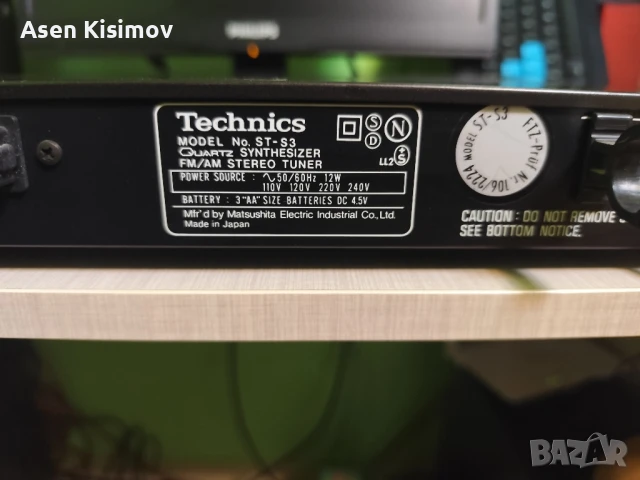 Asen Kisimov
PHILIPS
Technics
MODEL No. ST-S3
QUARTZ SYNTHESIZER
FM/AM STEREO TUNER
S
D
N
LL2 S
POWER SOURCE : ∿50/60Hz 12W
110V 120V 220V 240V
BATTERY : 3 "AA" SIZE BATTERIES DC 4.5V
Mfr'd by Matsushita Electric Industrial Co., Ltd.
Made in Japan
MODEL ST-S3
FTZ-Prüf Nr. 106/2224
CAUTION: DO NOT REMOVE
SEE BOTTOM NOTICE.
BAZAR